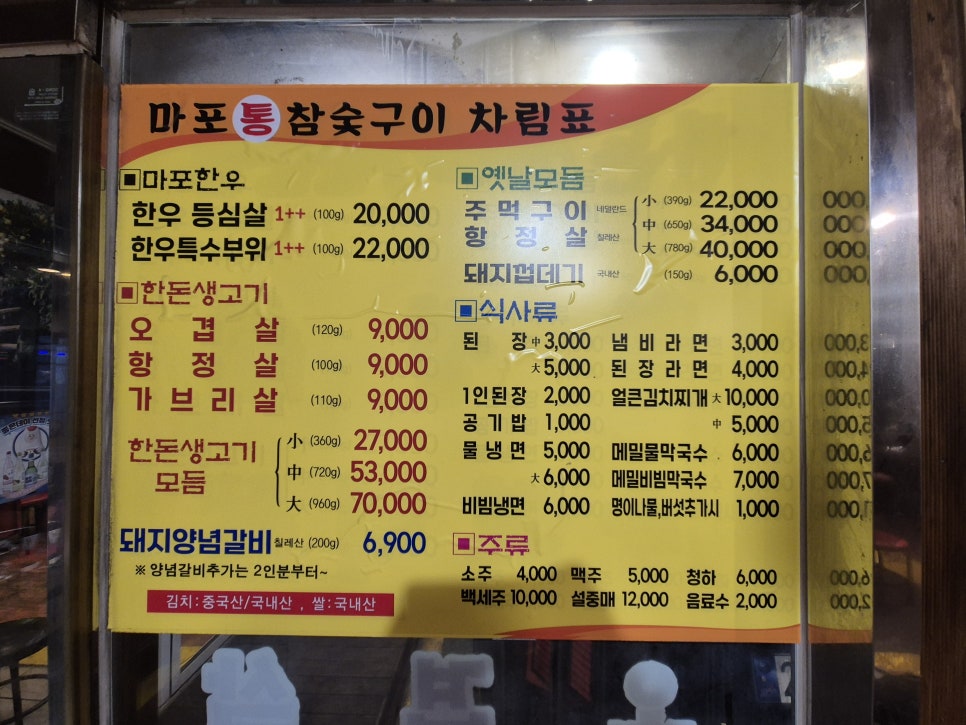 마포통참숯구이 차림표
■마포한우
한우 등심살 1++ (100g) 20,000
한우특수부위 1++ (100g) 22,000
■한돈생고기
오겹살 (120g) 9,000
항정살 (100g) 9,000
가브리살 (110g) 9,000
한돈생고기 모듬 小 (360g) 27,000
中 (720g) 53,000
大 (960g) 70,000
돼지양념갈비 칠레산 (200g) 6,900
※ 양념갈비추가는 2인분부터~
김치:중국산/국내산 , 쌀:국내산
■옛날모듬
주먹구이 네덜란드 小 (390g) 22,000
항정살 칠레산 中 (650g) 34,000
大 (780g) 40,000
돼지껍데기 국내산 (150g) 6,000
■식사류
된장 中 3,000 냄비라면 3,000
大 5,000 된장라면 4,000
1인된장 2,000 얼큰김치찌개 大 10,000
공기밥 1,000 中 5,000
물냉면 5,000 메밀물막국수 6,000
大 6,000 메밀비빔막국수 7,000
비빔냉면 6,000 명이나물,버섯추가시 1,000
■주류
소주 4,000 맥주 5,000 청하 6,000
백세주 10,000 설중매 12,000 음료수 2,000